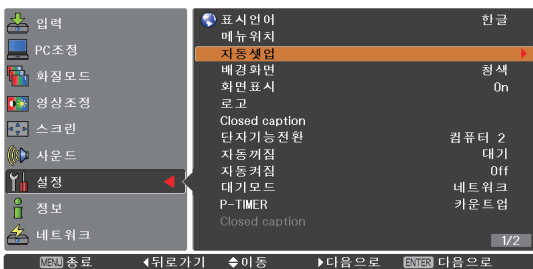 입력
PC조정
화질모드
영상조정
스크린
사운드
설정
정보
네트워크
표시언어 한글
메뉴위치
자동셋업
배경화면 청색
화면표시 On
로고
Closed caption
단자기능전환 컴퓨터 2
자동꺼짐 대기
자동켜짐 Off
대기모드 네트워크
P-TIMER 카운트업
Closed caption
1/2
MENU 종료 뒤로가기 이동 다음으로 ENTER 다음으로